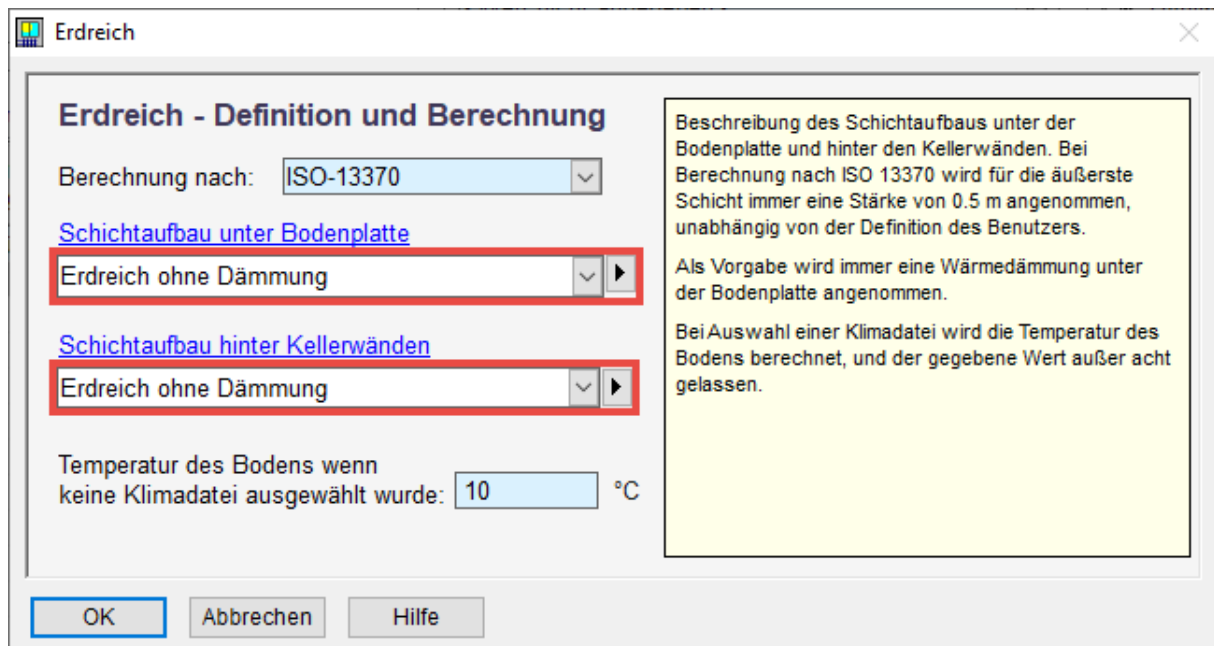 Erdreich
Erdreich - Definition und Berechnung
Berechnung nach:
ISO-13370
Schichtaufbau unter Bodenplatte
Erdreich ohne Dämmung
Schichtaufbau hinter Kellerwänden
Erdreich ohne Dämmung
Temperatur des Bodens wenn
keine Klimadatei ausgewählt wurde:
10
°C
Beschreibung des Schichtaufbaus unter der
Bodenplatte und hinter den Kellerwänden. Bei
Berechnung nach ISO 13370 wird für die äußerste
Schicht immer eine Stärke von 0.5 m angenommen,
unabhängig von der Definition des Benutzers.
Als Vorgabe wird immer eine Wärmedämmung unter
der Bodenplatte angenommen.
Bei Auswahl einer Klimadatei wird die Temperatur des
Bodens berechnet, und der gegebene Wert außer acht
gelassen.
OK
Abbrechen
Hilfe